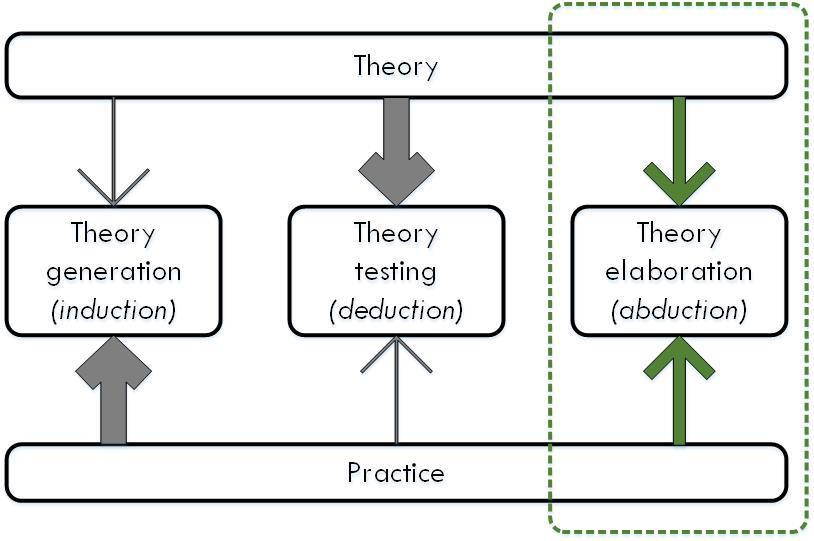 Theory
Theory
generation
(induction)
Theory
testing
(deduction)
Theory
elaboration
(abduction)
Practice